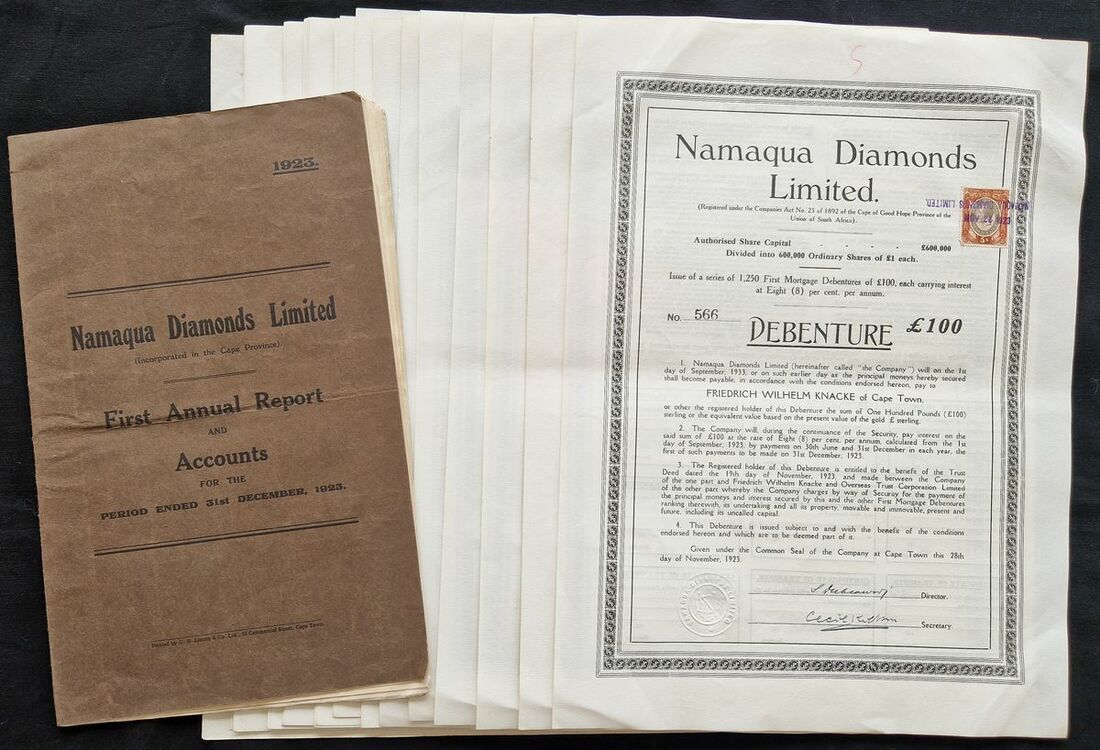 1923.
Namaqua Diamonds Limited
(Incorporated in the Cape Province).
First Annual Report
AND
Accounts
FOR THE
PERIOD ENDED 31st DECEMBER, 1923.
Namaqua Diamonds
Limited.
(Registered under the Companies Act No. 25 of 1892 of the Cape of Good Hope Province of the
Union of South Africa).
Authorised Share Capital - - - - £600,000
Divided into 600,000 Ordinary Shares of £1 each.
Issue of a series of 1,250 First Mortgage Debentures of £100, each carrying interest
at Eight (8) per cent. per annum.
No. 566
DEBENTURE £100
1. Namaqua Diamonds Limited (hereinafter called "the Company") will on the 1st
day of September, 1933, or on such earlier day as the principal moneys hereby secured
shall become payable, in accordance with the conditions endorsed hereon, pay to
FRIEDRICH WILHELM KNACKE of Cape Town.
or other the registered holder of this Debenture the sum of One Hundred Pounds (£100)
sterling or the equivalent value based on the present value of the gold £ sterling.
2. The Company will, during the continuance of the Security, pay interest on the
said sum of £100 at the rate of Eight (8) per cent. per annum, calculated from the 1st
day of September, 1923, by payments on 30th June and 31st December in each year, the
first of such payments to be made on 31st December, 1923.
3. The Registered holder of this Debenture is entitled to the benefit of the Trust
Deed dated the 19th day of November, 1923, and made between the Company
of the one part and Friedrich Wilhelm Knacke and Overseas Trust Corporation Limited
of the other part whereby the Company charges by way of Security for the payment of
the principal moneys and interest secured by this and the other First Mortgage Debentures
ranking therewith, its undertaking and all its property, movable and immovable, present and
future, including its uncalled capital.
4. This Debenture is issued subject to and with the benefit of the conditions
endorsed hereon and which are to be deemed part of it.
Given under the Common Seal of the Company at Cape Town this 28th
day of November, 1923.
Director.
Cecil
Secretary.